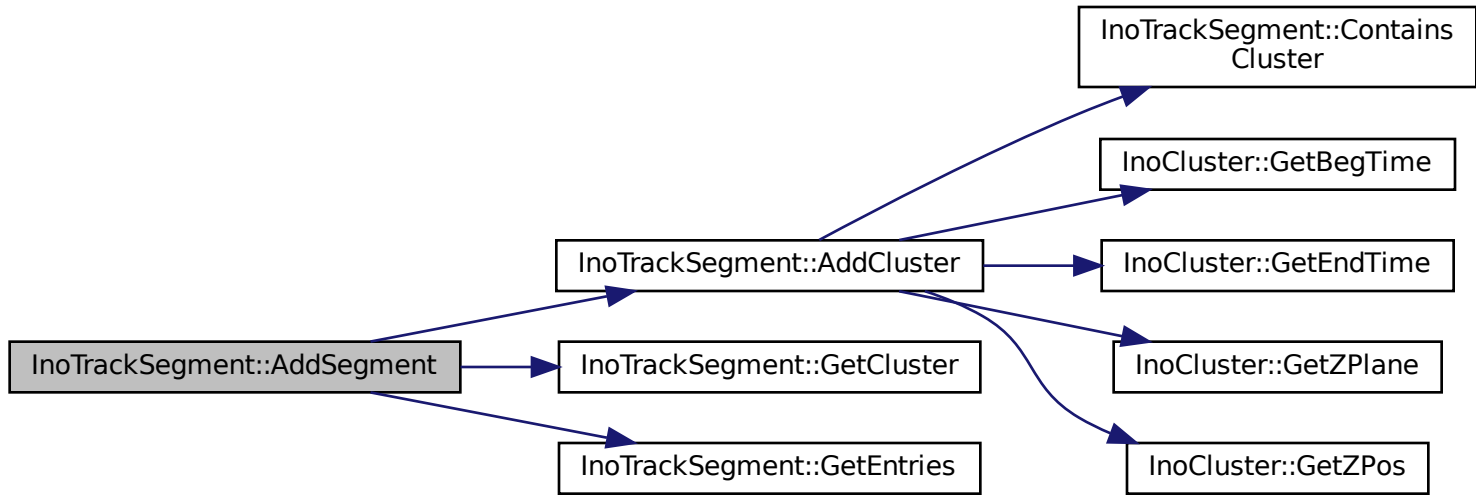 InoTrackSegment::AddSegment
InoTrackSegment::AddCluster
InoTrackSegment::GetCluster
InoTrackSegment::GetEntries
InoTrackSegment::Contains
Cluster
InoCluster::GetBegTime
InoCluster::GetEndTime
InoCluster::GetZPlane
InoCluster::GetZPos